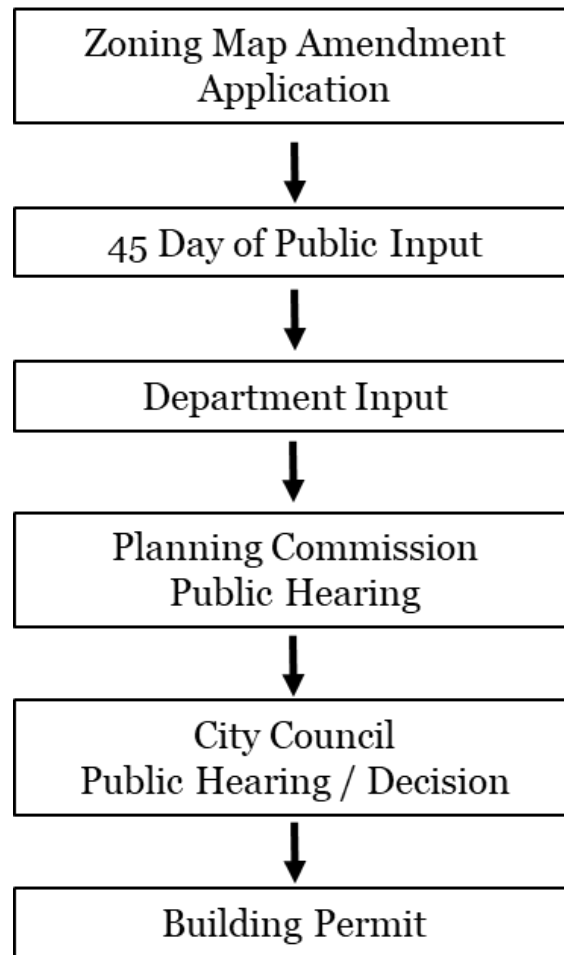 Zoning Map Amendment
Application
45 Day of Public Input
Department Input
Planning Commission
Public Hearing
City Council
Public Hearing / Decision
Building Permit